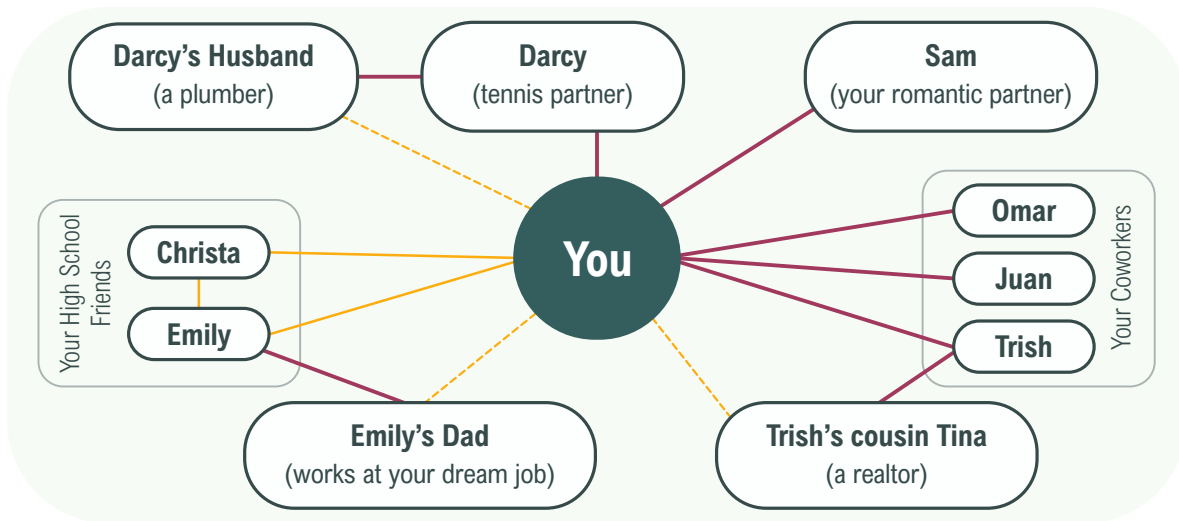 Darcy’s Husband
(a plumber)
Darcy
(tennis partner)
Sam
(your romantic partner)
Your High School
Friends
Christa
Emily
You
Omar
Juan
Trish
Your Coworkers
Emily’s Dad
(works at your dream job)
Trish’s cousin Tina
(a realtor)